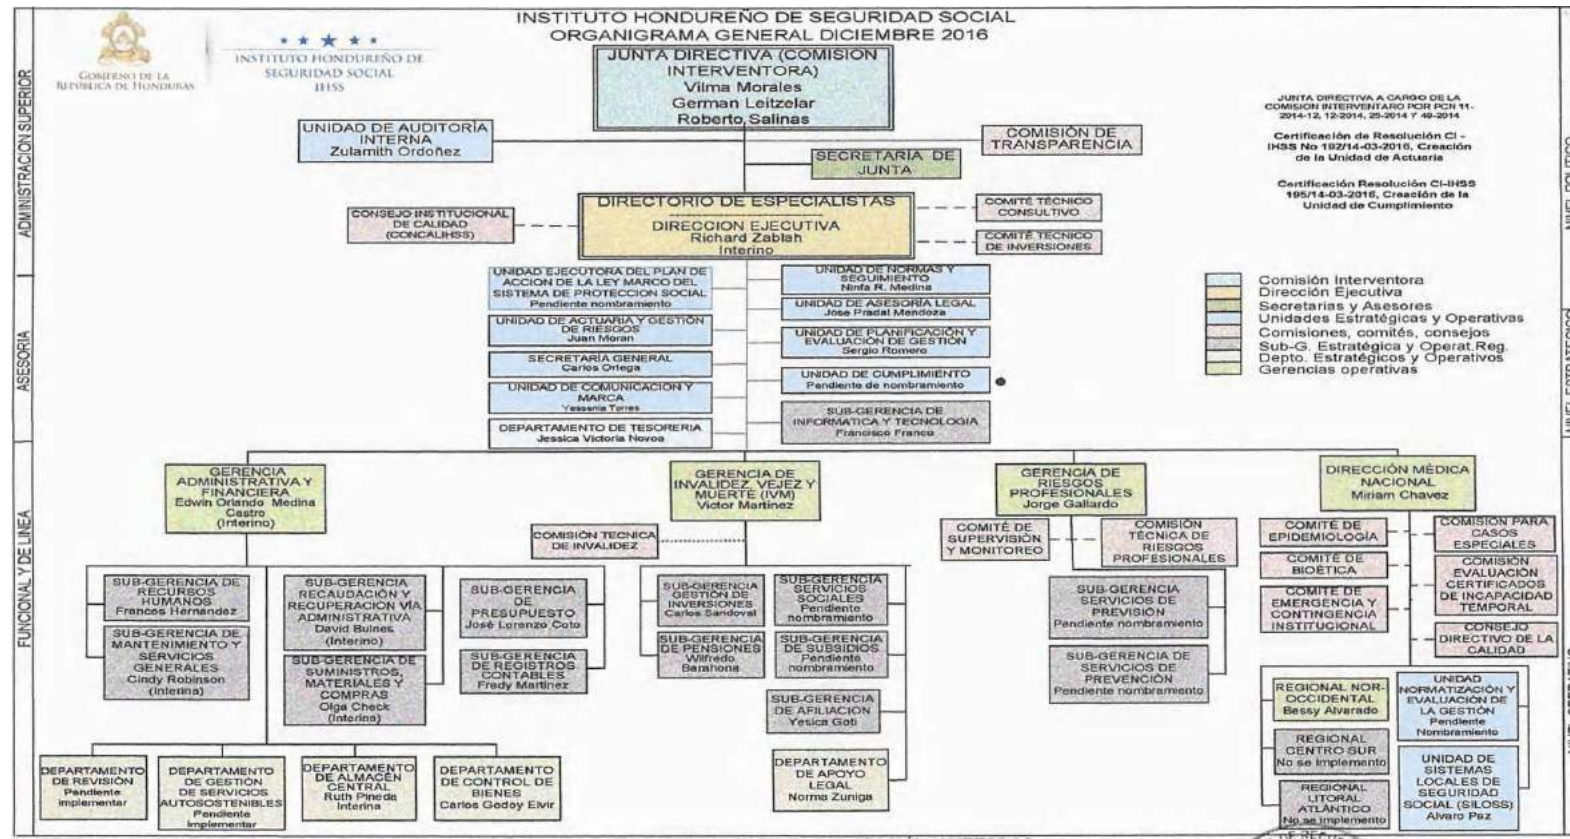 INSTITUTO HONDUREÑO DE SEGURIDAD SOCIAL
ORGANIGRAMA GENERAL DICIEMBRE 2016
GOBIERNO DE LA
REPÚBLICA DE HONDURAS
INSTITUTO HONDUREÑO DE
SEGURIDAD SOCIAL
IHSS
ADMINISTRACION SUPERIOR
JUNTA DIRECTIVA (COMISION
INTERVENTORA)
Vilma Morales
German Leitzelar
Roberto Salinas
JUNTA DIRECTIVA A CARGO DE LA
COMISION INTERVENTARO POR PCN 11-
2014-12, 12-2014, 25-2014 Y 49-2014
Certificación de Resolución CI -
IHSS No 192/14-03-2016, Creación
de la Unidad de Actuaria
Certificación Resolución CI-IHSS
195/14-03-2016, Creación de la
Unidad de Cumplimiento
UNIDAD DE AUDITORÍA
INTERNA
Zulamith Ordoñez
COMISIÓN DE
TRANSPARENCIA
SECRETARIA DE
JUNTA
CONSEJO INSTITUCIONAL
DE CALIDAD
(CONCALIHSS)
DIRECTORIO DE ESPECIALISTAS
DIRECCION EJECUTIVA
Richard Zablah
Interino
COMITÉ TÉCNICO
CONSULTIVO
COMITÉ TECNICO
DE INVERSIONES
ASESORIA
UNIDAD EJECUTORA DEL PLAN DE
ACCION DE LA LEY MARCO DEL
SISTEMA DE PROTECCION SOCIAL
Pendiente nombramiento
UNIDAD DE ACTUARIA Y GESTIÓN
DE RIESGOS
Juan Moran
SECRETARÍA GENERAL
Carlos Ortega
UNIDAD DE COMUNICACION Y
MARCA
Yessenia Torres
DEPARTAMENTO DE TESORERIA
Jessica Victoria Novoa
UNIDAD DE NORMAS Y
SEGUIMIENTO
Ninfa R. Medina
UNIDAD DE ASESORÍA LEGAL
Jose Pradal Mendoza
UNIDAD DE PLANIFICACIÓN Y
EVALUACIÓN DE GESTIÓN
Sergio Romero
UNIDAD DE CUMPLIMIENTO
Pendiente de nombramiento
SUB-GERENCIA DE
INFORMATICA Y TECNOLOGIA
Francisco Franco
Comisión Interventora
Dirección Ejecutiva
Secretarias y Asesores
Unidades Estratégicas y Operativas
Comisiones, comités, consejos
Sub-G. Estratégica y Operat.Reg.
Depto. Estratégicos y Operativos
Gerencias operativas
FUNCIONAL Y DE LINEA
GERENCIA
ADMINISTRATIVA Y
FINANCIERA
Edwin Orlando Medina
Castro
(Interino)
GERENCIA DE
INVALIDEZ, VEJEZ Y
MUERTE (IVM)
Victor Martinez
GERENCIA DE
RIESGOS
PROFESIONALES
Jorge Gallardo
DIRECCIÓN MÉDICA
NACIONAL
Miriam Chavez
COMISIÓN TECNICA
DE INVALIDEZ
COMITÉ DE
SUPERVISIÓN
Y MONITOREO
COMISIÓN
TÉCNICA DE
RIESGOS
PROFESIONALES
COMITÉ DE
EPIDEMIOLOGÍA
COMITÉ DE
BIOÉTICA
COMITE DE
EMERGENCIA Y
CONTINGENCIA
INSTITUCIONAL
COMISION PARA
CASOS
ESPECIALES
COMISIÓN
EVALUACIÓN
CERTIFICADOS
DE INCAPACIDAD
TEMPORAL
CONSEJO
DIRECTIVO DE LA
CALIDAD
SUB-GERENCIA DE
RECURSOS
HUMANOS
Frances Hernandez
SUB-GERENCIA DE
MANTENIMIENTO Y
SERVICIOS
GENERALES
Cindy Robinson
(Interina)
SUB-GERENCIA
RECAUDACIÓN Y
RECUPERACIÓN VÍA
ADMINISTRATIVA
David Bulnes
(Interino)
SUB-GERENCIA DE
SUMINISTROS,
MATERIALES Y
COMPRAS
Olga Check
(Interina)
SUB-GERENCIA
DE
PRESUPUESTO
José Lorenzo Coto
SUB-GERENCIA
DE REGISTROS
CONTABLES
Fredy Martínez
SUB-GERENCIA
GESTIÓN DE
INVERSIONES
Carlos Sandoval
SUB-GERENCIA
DE PENSIONES
Wilfredo
Barahona
SUB-GERENCIA
SERVICIOS
SOCIALES
Pendiente
nombramiento
SUB-GERENCIA
DE SUBSIDIOS
Pendiente
nombramiento
SUB-GERENCIA
DE AFILIACION
Yesica Goti
DEPARTAMENTO
DE APOYO
LEGAL
Norma Zuniga
SUB-GERENCIA
SERVICIOS DE
PREVISIÓN
Pendiente nombramiento
SUB-GERENCIA DE
SERVICIOS DE
PREVENCIÓN
Pendiente nombramiento
REGIONAL NOR-
OCCIDENTAL
Bessy Alvarado
REGIONAL
CENTRO SUR
No se implemento
REGIONAL
LITORAL
ATLÁNTICO
No se implemento
UNIDAD
NORMATIZACIÓN Y
EVALUACIÓN DE
LA GESTIÓN
Pendiente
Nombramiento
UNIDAD DE
SISTEMAS
LOCALES DE
SEGURIDAD
SOCIAL (SILOSS)
Alvaro Paz
DEPARTAMENTO
DE REVISIÓN
Pendiente
implementar
DEPARTAMENTO
DE GESTIÓN
DE SERVICIOS
AUTOSOSTENIBLES
Pendiente
Implementar
DEPARTAMENTO
DE ALMACÉN
CENTRAL
Ruth Pineda
Interina
DEPARTAMENTO
DE CONTROL DE
BIENES
Carlos Godoy Elvir